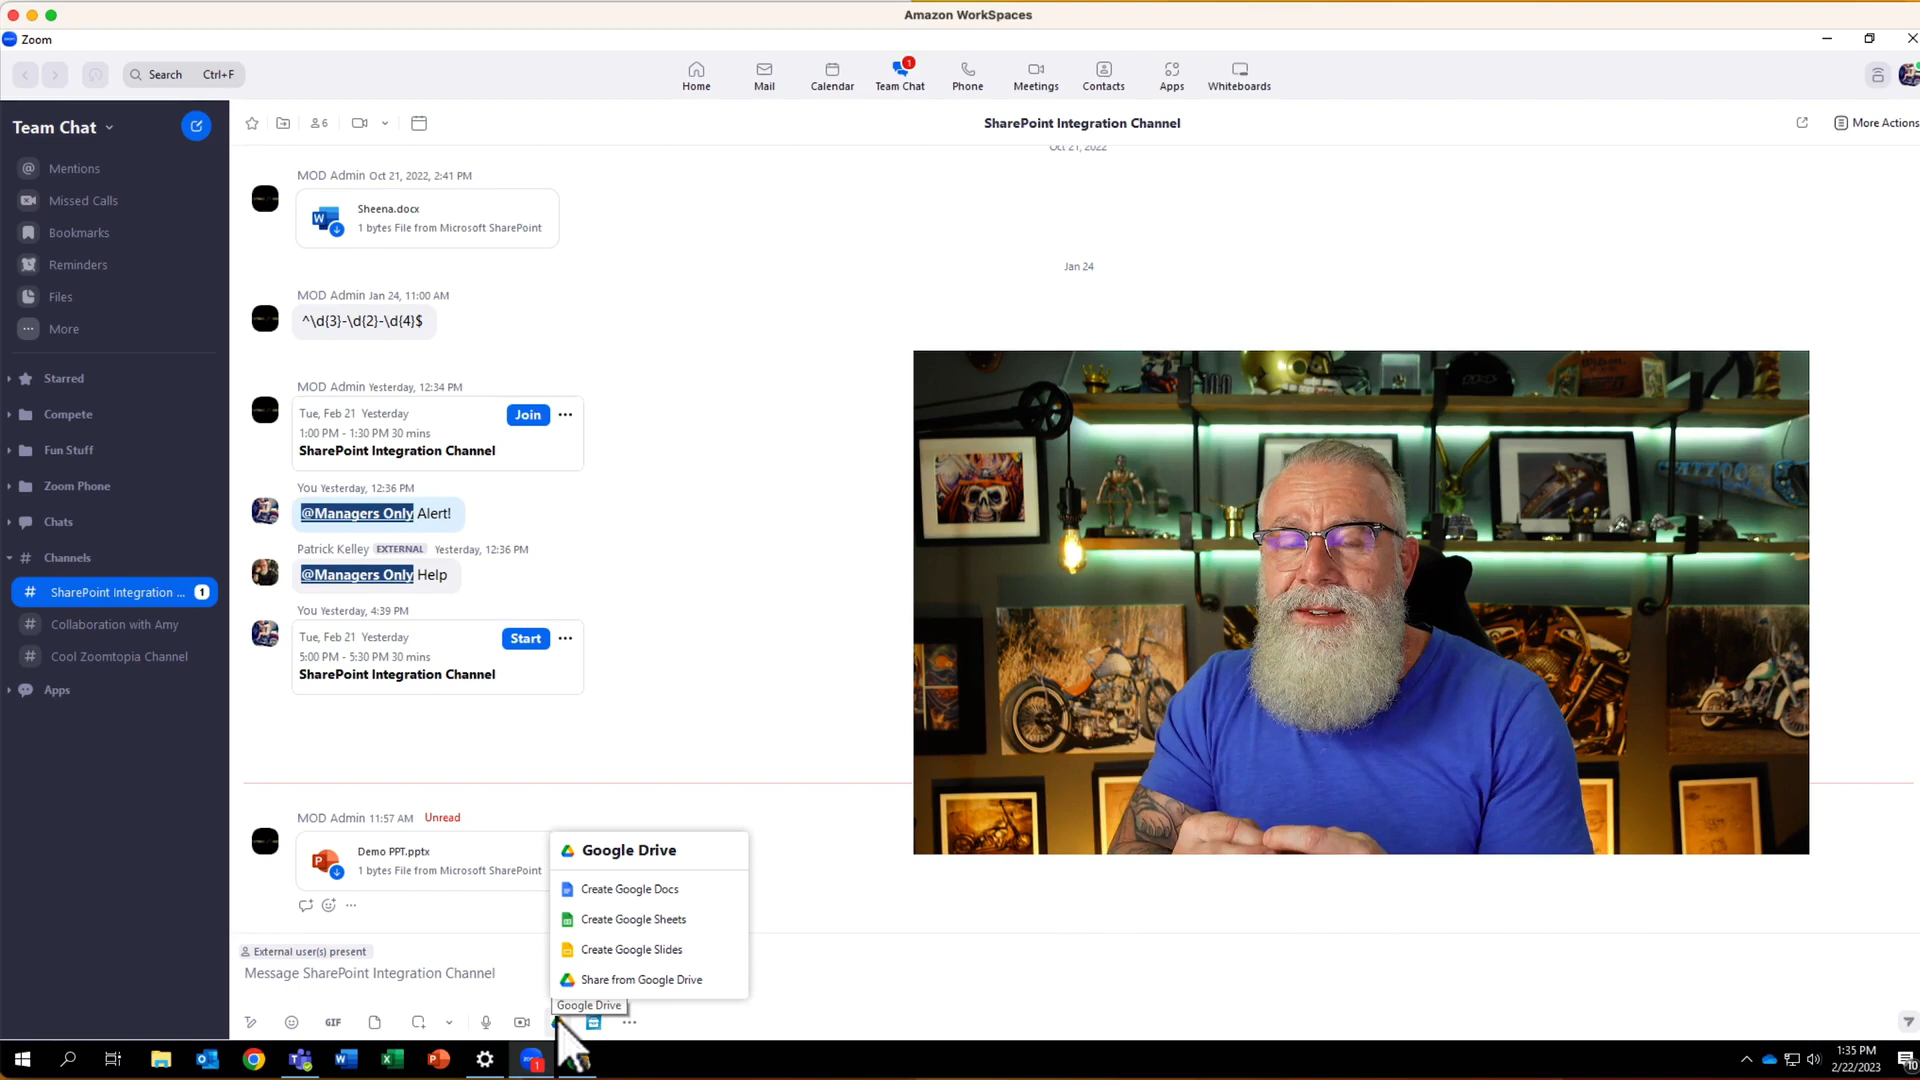 Amazon WorkSpaces
Zoom
Search Ctrl+F
Home
Mail
Calendar
Team Chat
1
Phone
Meetings
Contacts
Apps
Whiteboards
Team Chat
6
SharePoint Integration Channel
More Actions
Mentions
Missed Calls
Bookmarks
Reminders
Files
More
Starred
Compete
Fun Stuff
Zoom Phone
Chats
Channels
SharePoint Integration ... 1
Collaboration with Amy
Cool Zoomtopia Channel
Apps
Oct 21, 2022
MOD Admin Oct 21, 2022, 2:41 PM
Sheena.docx
1 bytes File from Microsoft SharePoint
Jan 24
MOD Admin Jan 24, 11:00 AM
^\d{3}-\d{2}-\d{4}$
MOD Admin Yesterday, 12:34 PM
Tue, Feb 21 Yesterday
Join
1:00 PM - 1:30 PM 30 mins
SharePoint Integration Channel
You Yesterday, 12:36 PM
@Managers Only Alert!
Patrick Kelley EXTERNAL Yesterday, 12:36 PM
@Managers Only Help
You Yesterday, 4:39 PM
Tue, Feb 21 Yesterday
Start
5:00 PM - 5:30 PM 30 mins
SharePoint Integration Channel
MOD Admin 11:57 AM Unread
Demo PPT.pptx
1 bytes File from Microsoft SharePoint
Google Drive
Create Google Docs
Create Google Sheets
Create Google Slides
Share from Google Drive
Google Drive
External user(s) present
Message SharePoint Integration Channel
GIF
1:35 PM
2/22/2023
10